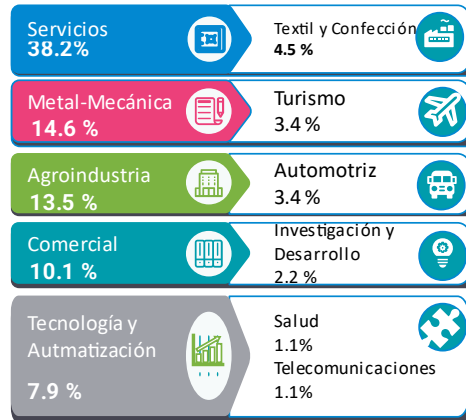 Servicios
38.2%
Textil y Confección
4.5 %
Metal-Mecánica
14.6 %
Turismo
3.4 %
Agroindustria
13.5 %
Automotriz
3.4 %
Comercial
10.1 %
Investigación y
Desarrollo
2.2 %
Tecnología y
Autmatización
7.9 %
Salud
1.1%
Telecomunicaciones
1.1%